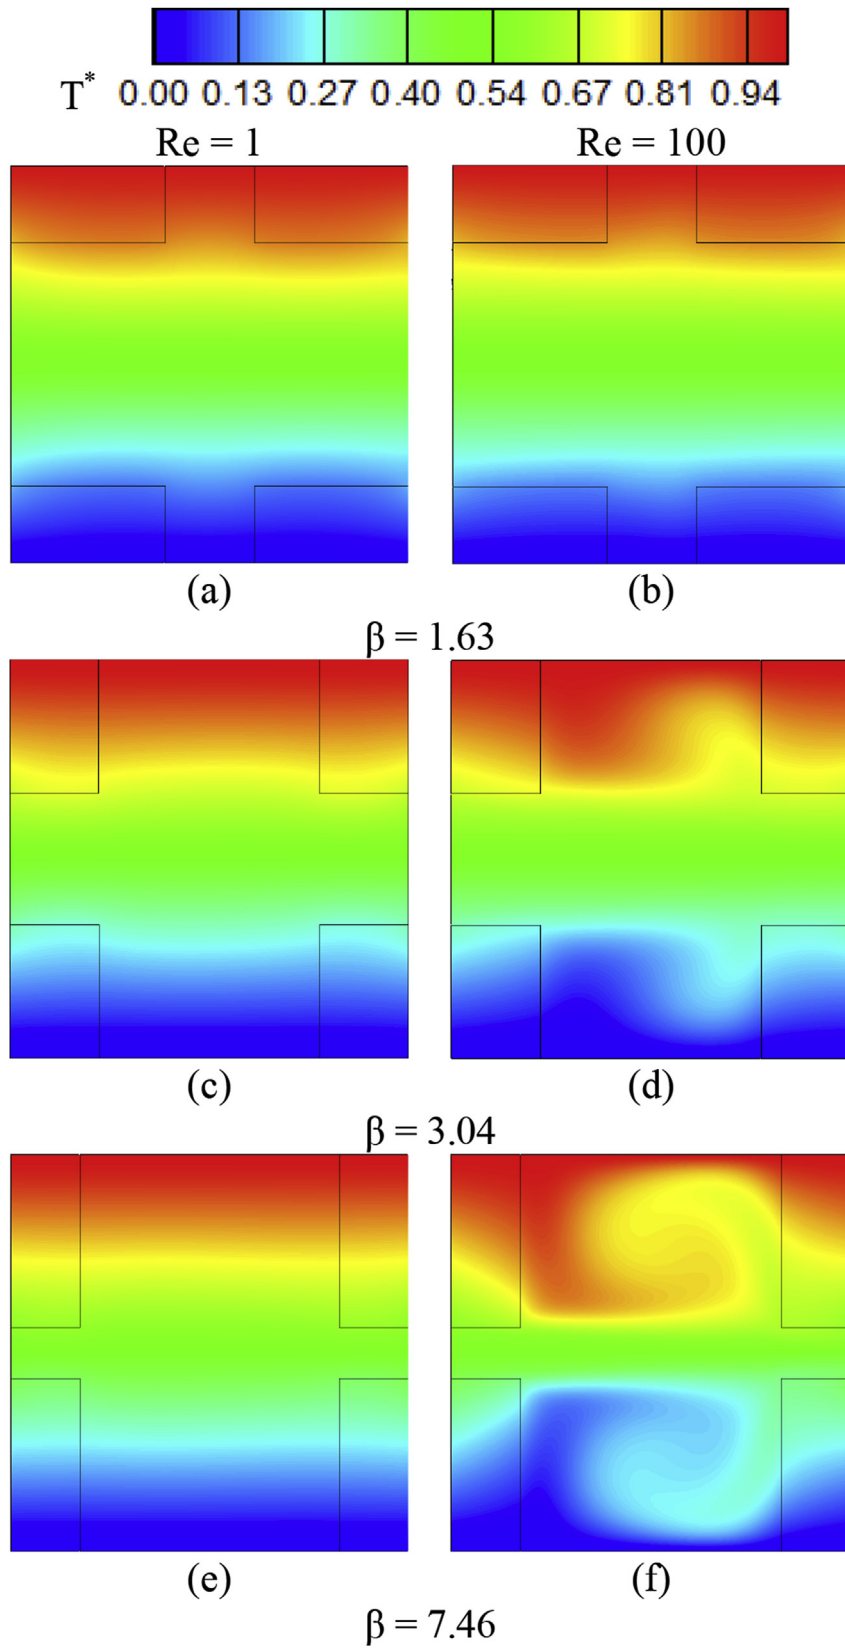 T* 0.00 0.13 0.27 0.40 0.54 0.67 0.81 0.94
Re = 1 Re = 100
(a) (b)
β = 1.63
(c) (d)
β = 3.04
(e) (f)
β = 7.46